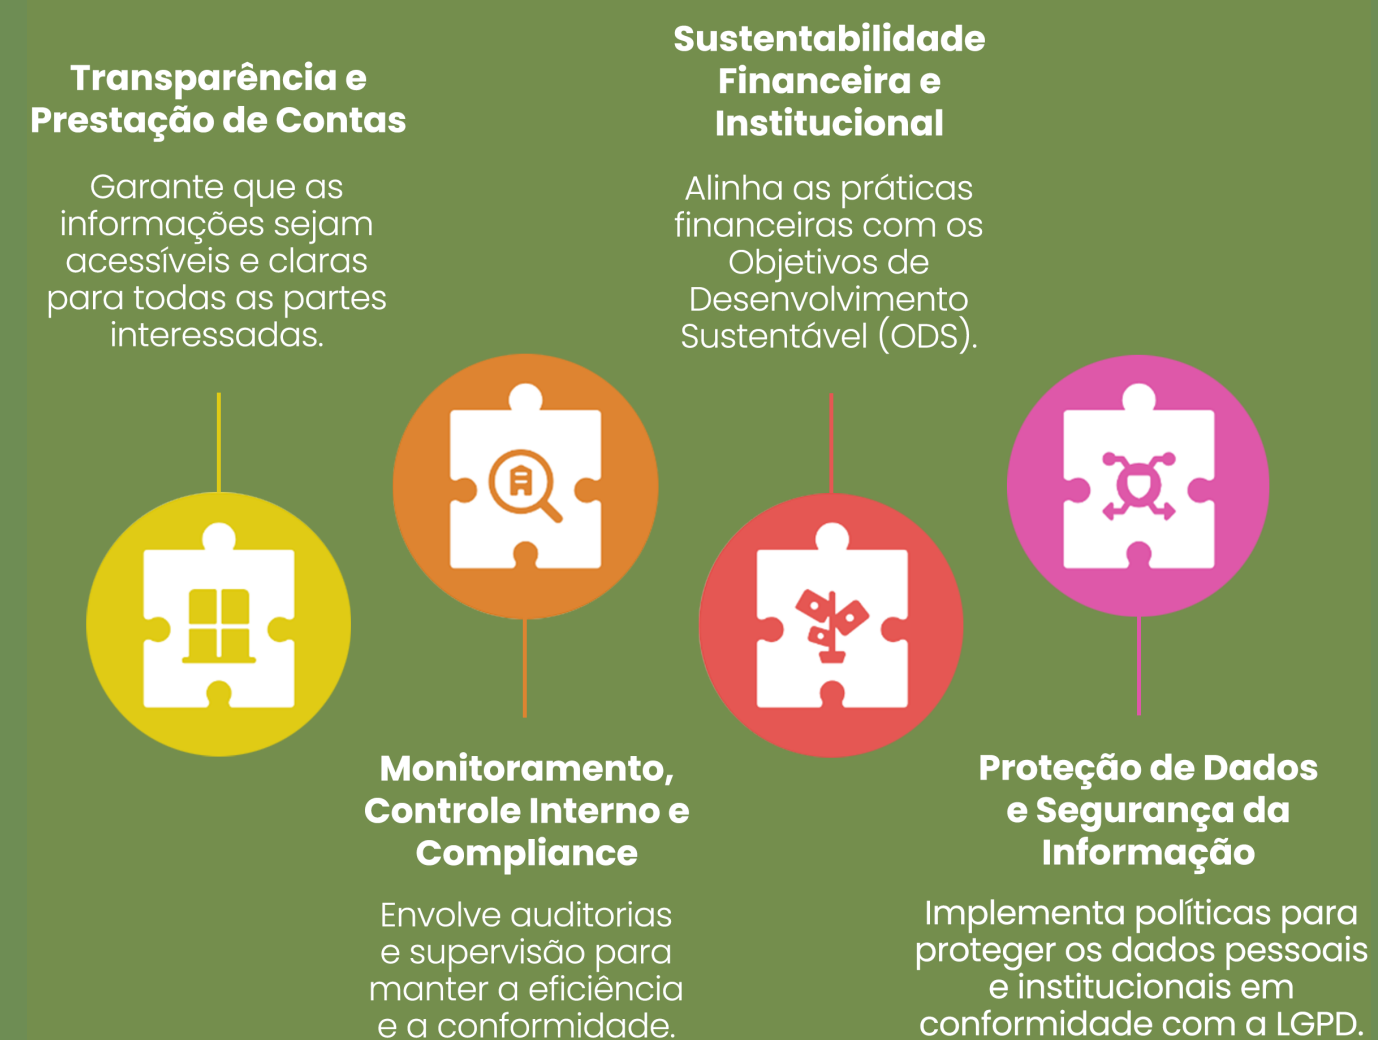 Transparência e
Prestação de Contas
Garante que as
informações sejam
acessíveis e claras
para todas as partes
interessadas.
Monitoramento,
Controle Interno e
Compliance
Envolve auditorias
e supervisão para
manter a eficiência
e a conformidade.
Sustentabilidade
Financeira e
Institucional
Alinha as práticas
financeiras com os
Objetivos de
Desenvolvimento
Sustentável (ODS).
Proteção de Dados
e Segurança da
Informação
Implementa políticas para
proteger os dados pessoais
e institucionais em
conformidade com a LGPD.